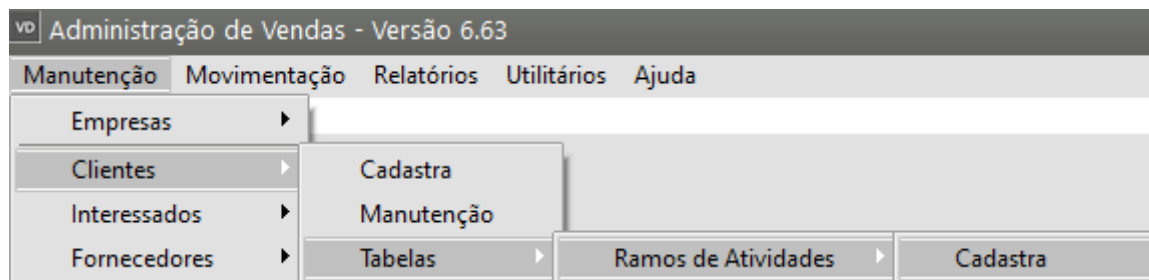 VD Administração de Vendas - Versão 6.63
Manutenção Movimentação Relatórios Utilitários Ajuda
Empresas
Clientes Cadastra
Interessados Manutenção
Fornecedores Tabelas Ramos de Atividades Cadastra